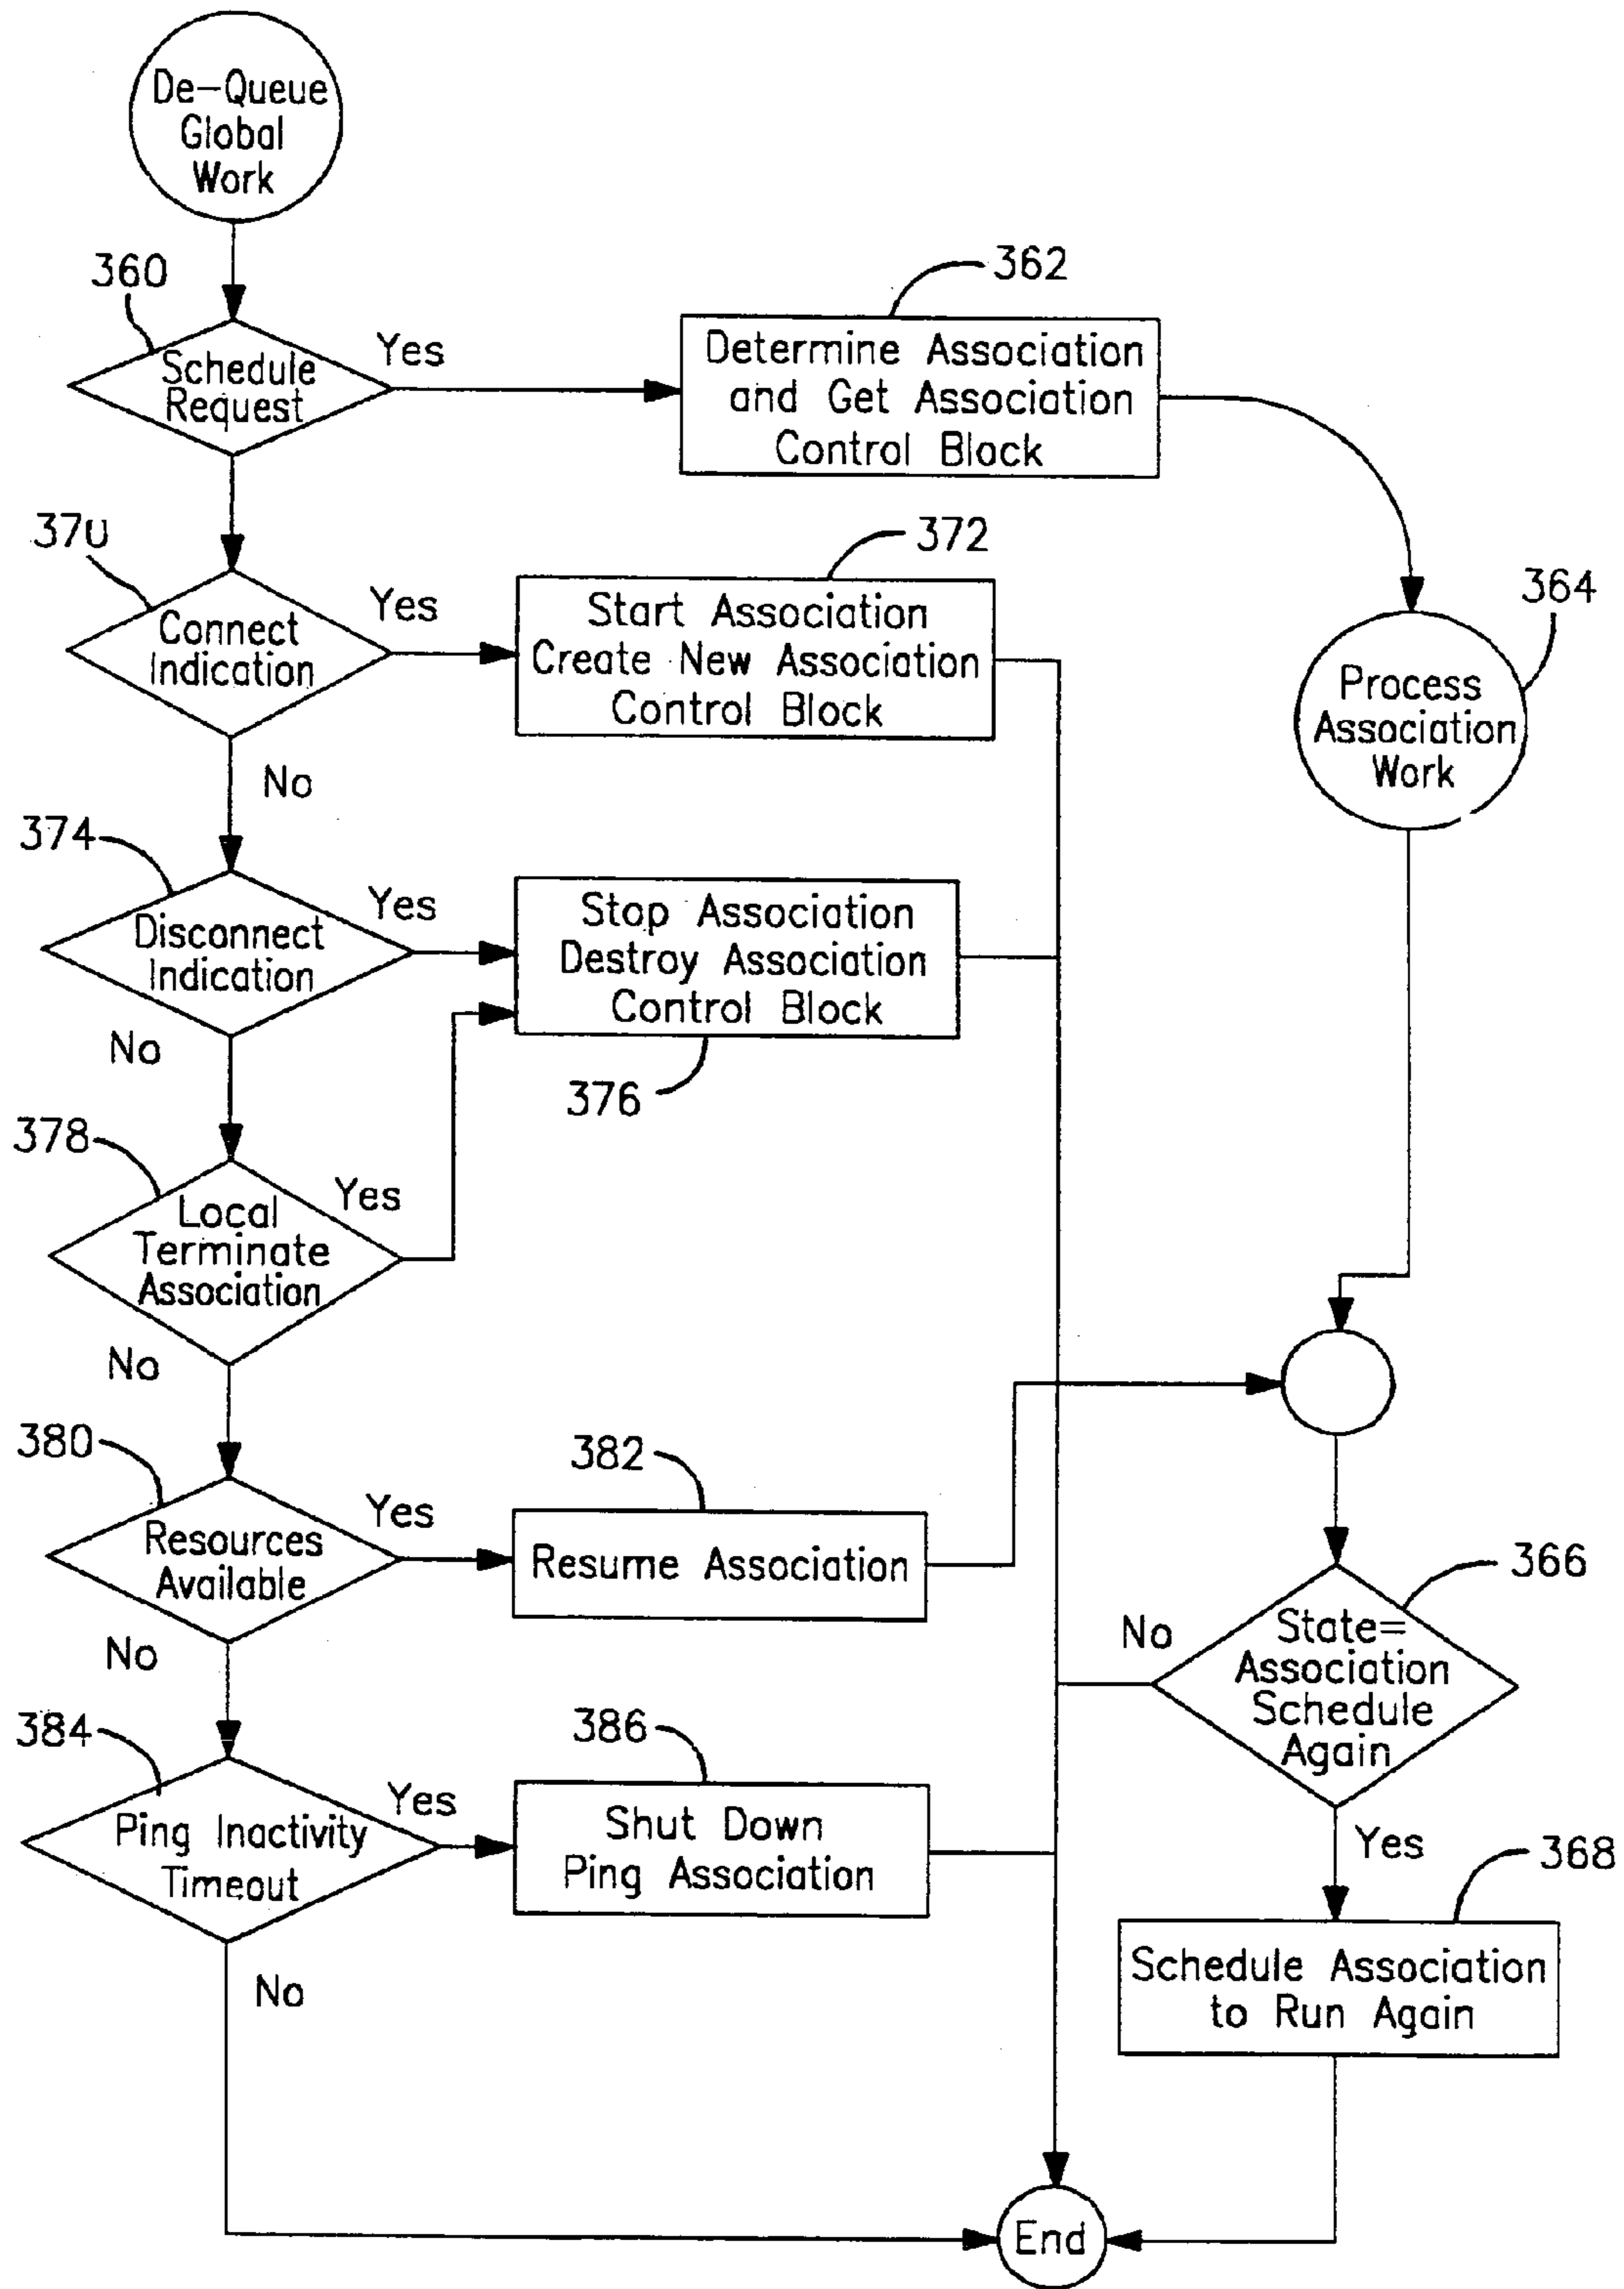 De-Queue
Global
Work
360
362
Schedule
Request
Yes
Determine Association
and Get Association
Control Block
370
372
364
Connect
Indication
Yes
Start Association
Create New Association
Control Block
Process
Association
Work
No
374
Disconnect
Indication
Yes
Stop Association
Destroy Association
Control Block
376
No
378
Local
Terminate
Association
Yes
No
380
382
Resources
Available
Yes
Resume Association
366
State=
Association
Schedule
Again
No
Yes
No
384
386
Ping Inactivity
Timeout
Yes
Shut Down
Ping Association
368
Schedule Association
to Run Again
No
End